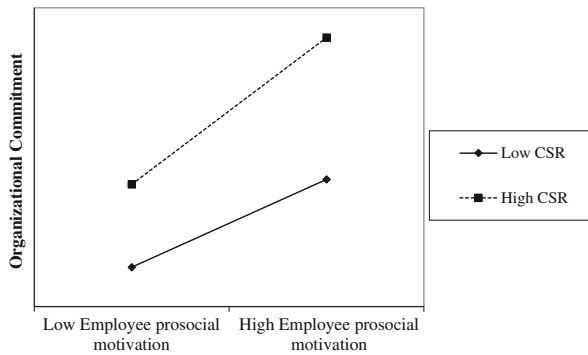 Organizational Commitment
Low CSR
High CSR
Low Employee prosocial
motivation
High Employee prosocial
motivation